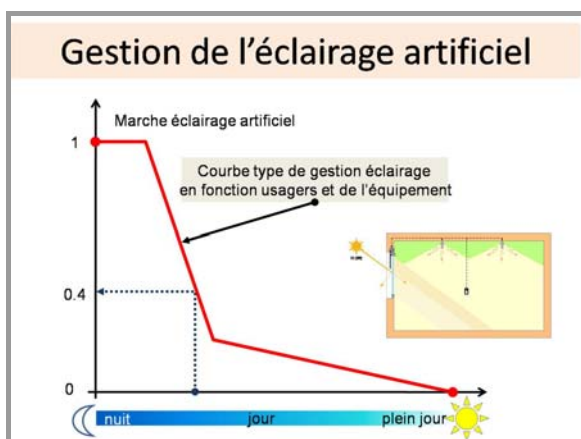 Gestion de l'éclairage artificiel
Marche éclairage artificiel
1
Courbe type de gestion éclairage
en fonction usagers et de l'équipement
0.4
0
nuit jour plein jour